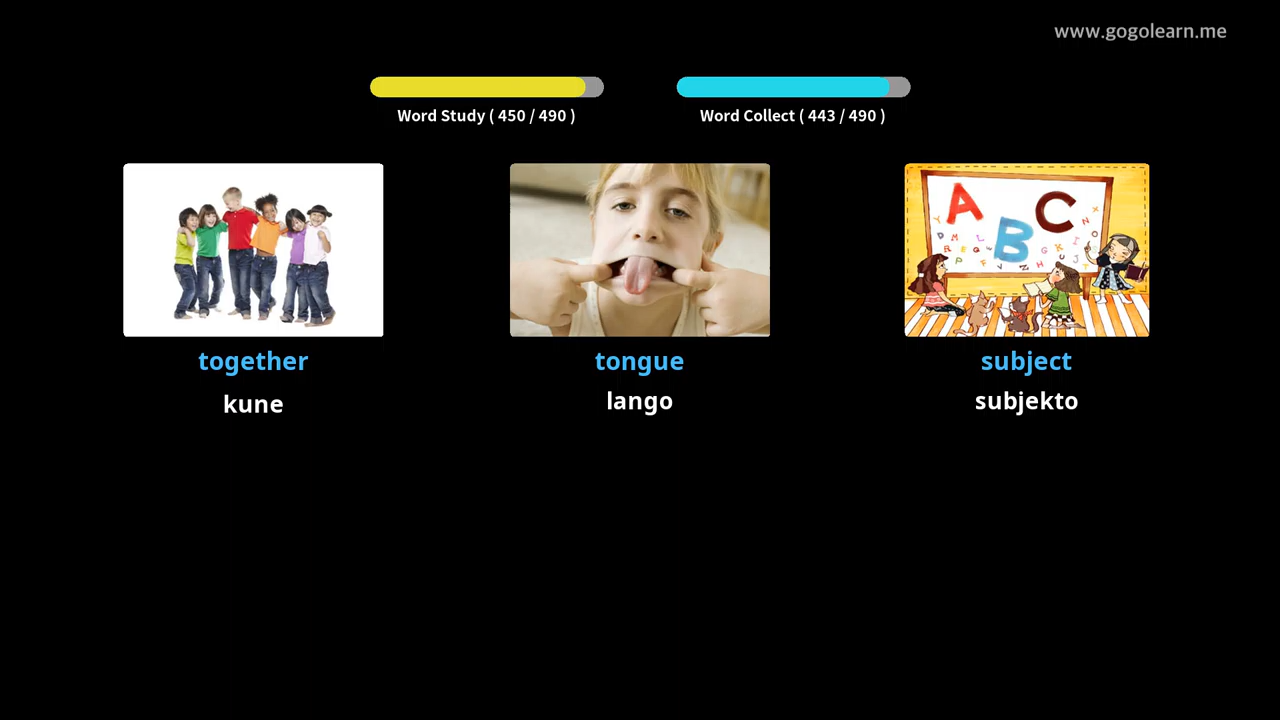 www.gogolearn.me
Word Study ( 450 / 490 )
Word Collect ( 443 / 490 )
A B C
together
tongue
subject
kune
lango
subjekto